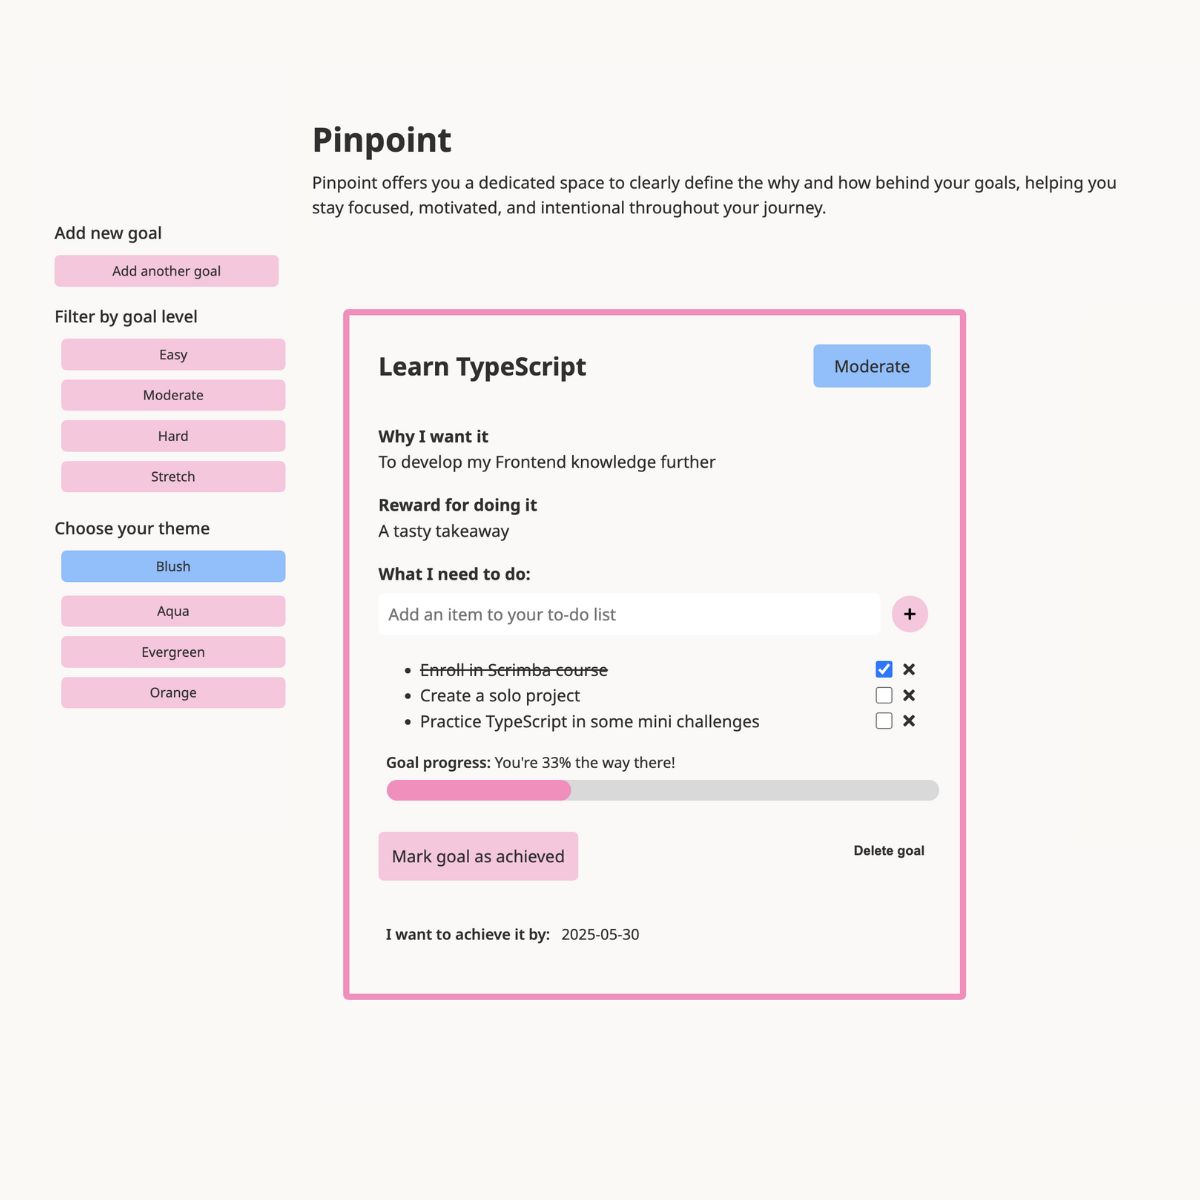 Pinpoint
Pinpoint offers you a dedicated space to clearly define the why and how behind your goals, helping you
stay focused, motivated, and intentional throughout your journey.
Add new goal
Add another goal
Filter by goal level
Easy
Moderate
Hard
Stretch
Choose your theme
Blush
Aqua
Evergreen
Orange
Learn TypeScript
Moderate
Why I want it
To develop my Frontend knowledge further
Reward for doing it
A tasty takeaway
What I need to do:
Add an item to your to-do list
+
Enroll in Scrimba course
Create a solo project
Practice TypeScript in some mini challenges
Goal progress: You're 33% the way there!
Mark goal as achieved
Delete goal
I want to achieve it by: 2025-05-30